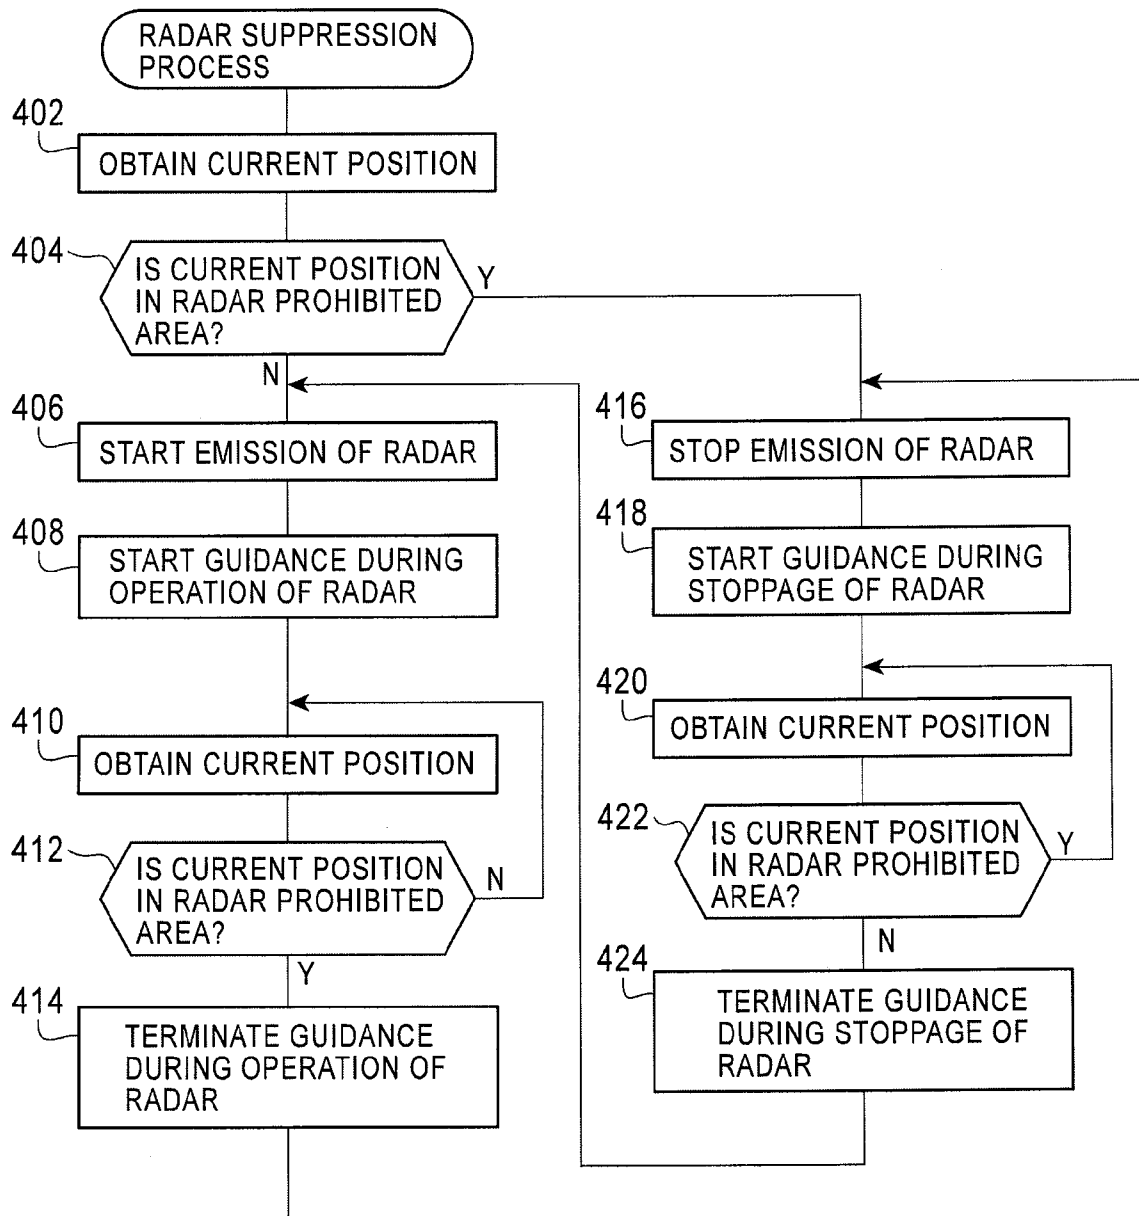 RADAR SUPPRESSION
PROCESS
402
OBTAIN CURRENT POSITION
404
IS CURRENT POSITION
IN RADAR PROHIBITED
AREA?
Y
N
406
START EMISSION OF RADAR
408
START GUIDANCE DURING
OPERATION OF RADAR
410
OBTAIN CURRENT POSITION
412
IS CURRENT POSITION
IN RADAR PROHIBITED
AREA?
N
Y
414
TERMINATE GUIDANCE
DURING OPERATION OF
RADAR
416
STOP EMISSION OF RADAR
418
START GUIDANCE DURING
STOPPAGE OF RADAR
420
OBTAIN CURRENT POSITION
422
IS CURRENT POSITION
IN RADAR PROHIBITED
AREA?
Y
N
424
TERMINATE GUIDANCE
DURING STOPPAGE OF
RADAR